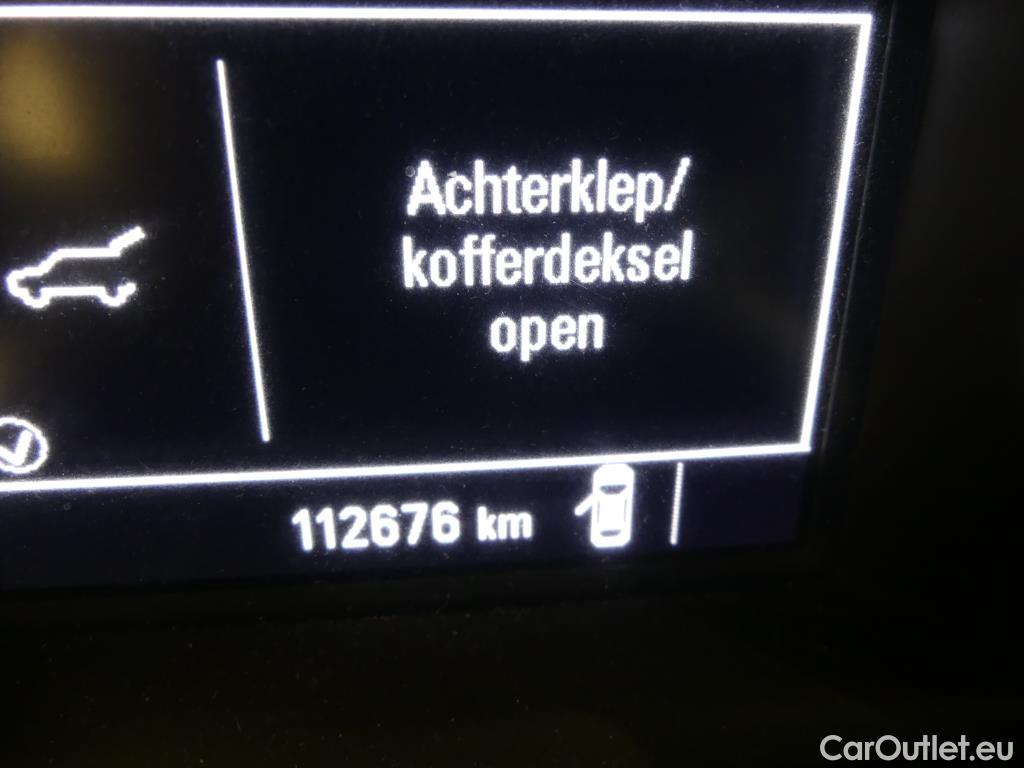 Achterklep/
kofferdeksel
open
112676 km
CarOutlet.eu